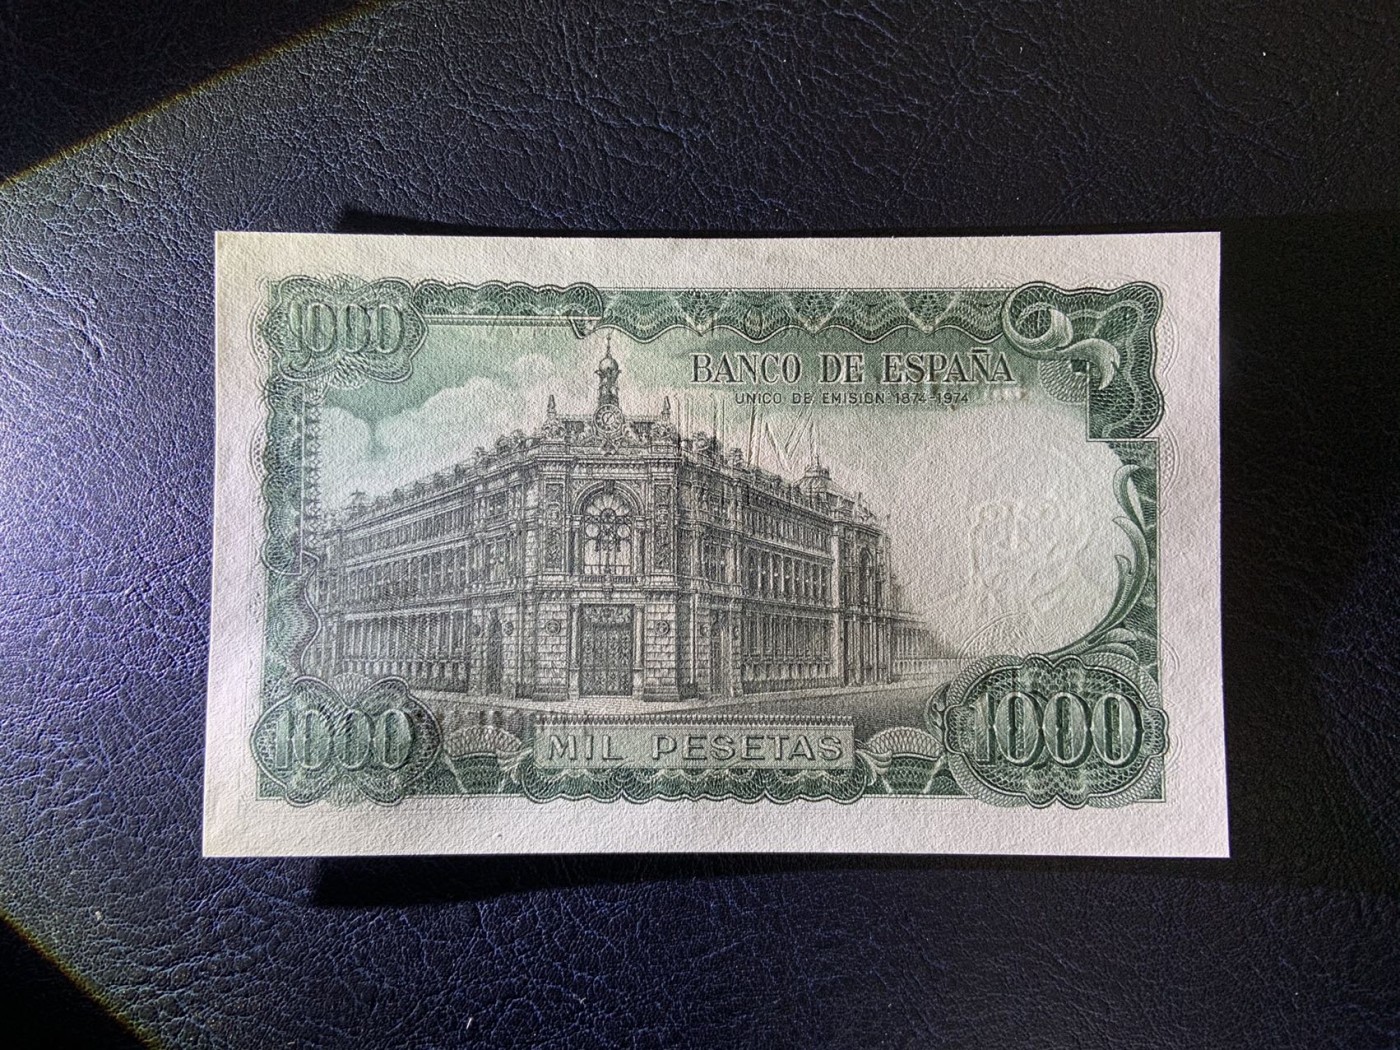 1000
BANCO DE ESPAÑA
UNICO DE EMISION 1874-1974
1000
MIL PESETAS
1000